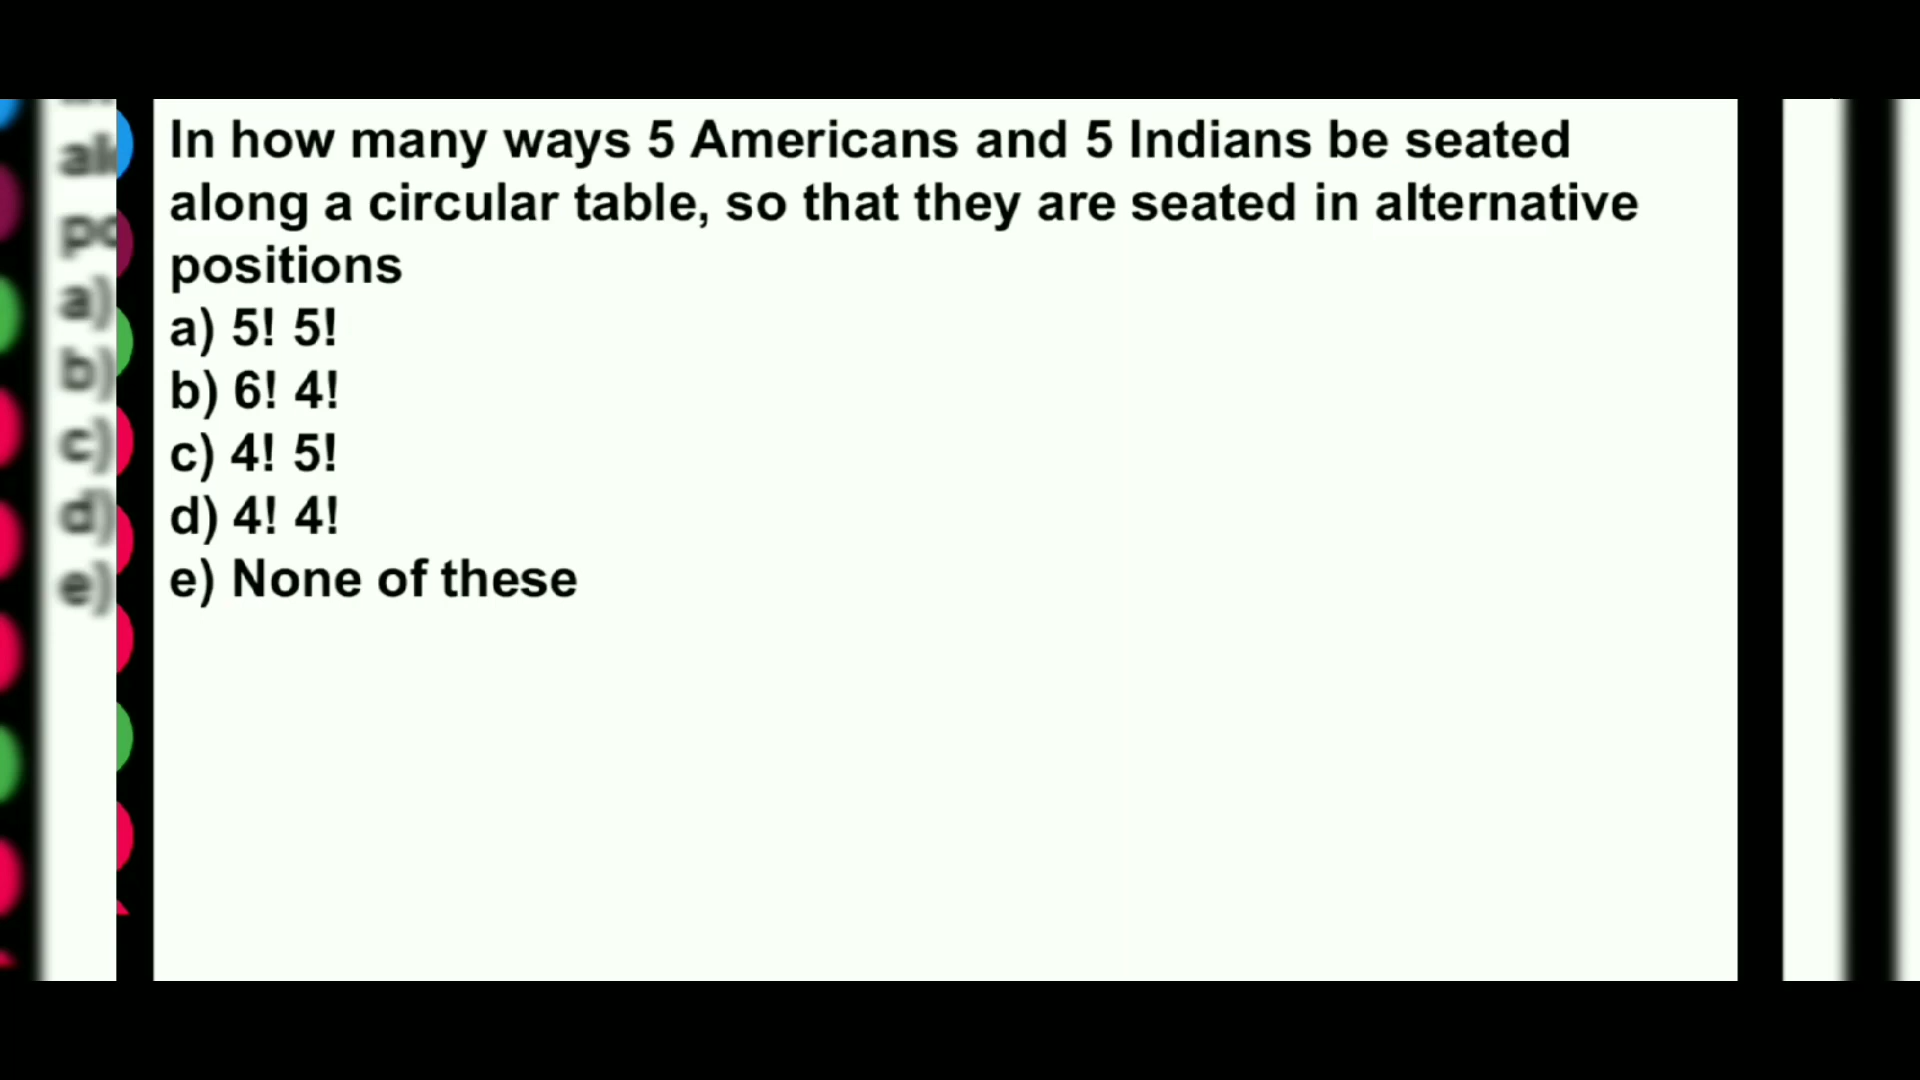 In how many ways 5 Americans and 5 Indians be seated
along a circular table, so that they are seated in alternative
positions
a) 5! 5!
b) 6! 4!
c) 4! 5!
d) 4! 4!
e) None of these